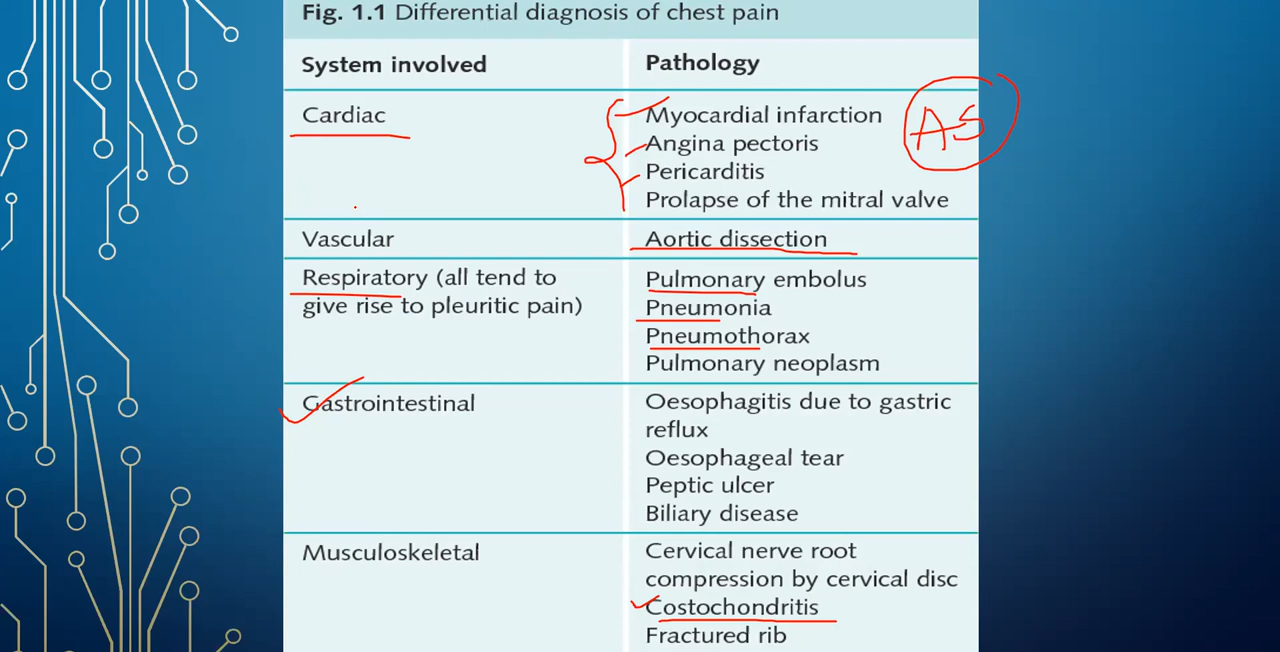 Fig. 1.1 Differential diagnosis of chest pain
System involved Pathology
Cardiac Myocardial infarction
AS
Angina pectoris
Pericarditis
Prolapse of the mitral valve
Vascular Aortic dissection
Respiratory (all tend to Pulmonary embolus
give rise to pleuritic pain) Pneumonia
Pneumothorax
Pulmonary neoplasm
Gastrointestinal Oesophagitis due to gastric
reflux
Oesophageal tear
Peptic ulcer
Biliary disease
Musculoskeletal Cervical nerve root
compression by cervical disc
Costochondritis
Fractured rib